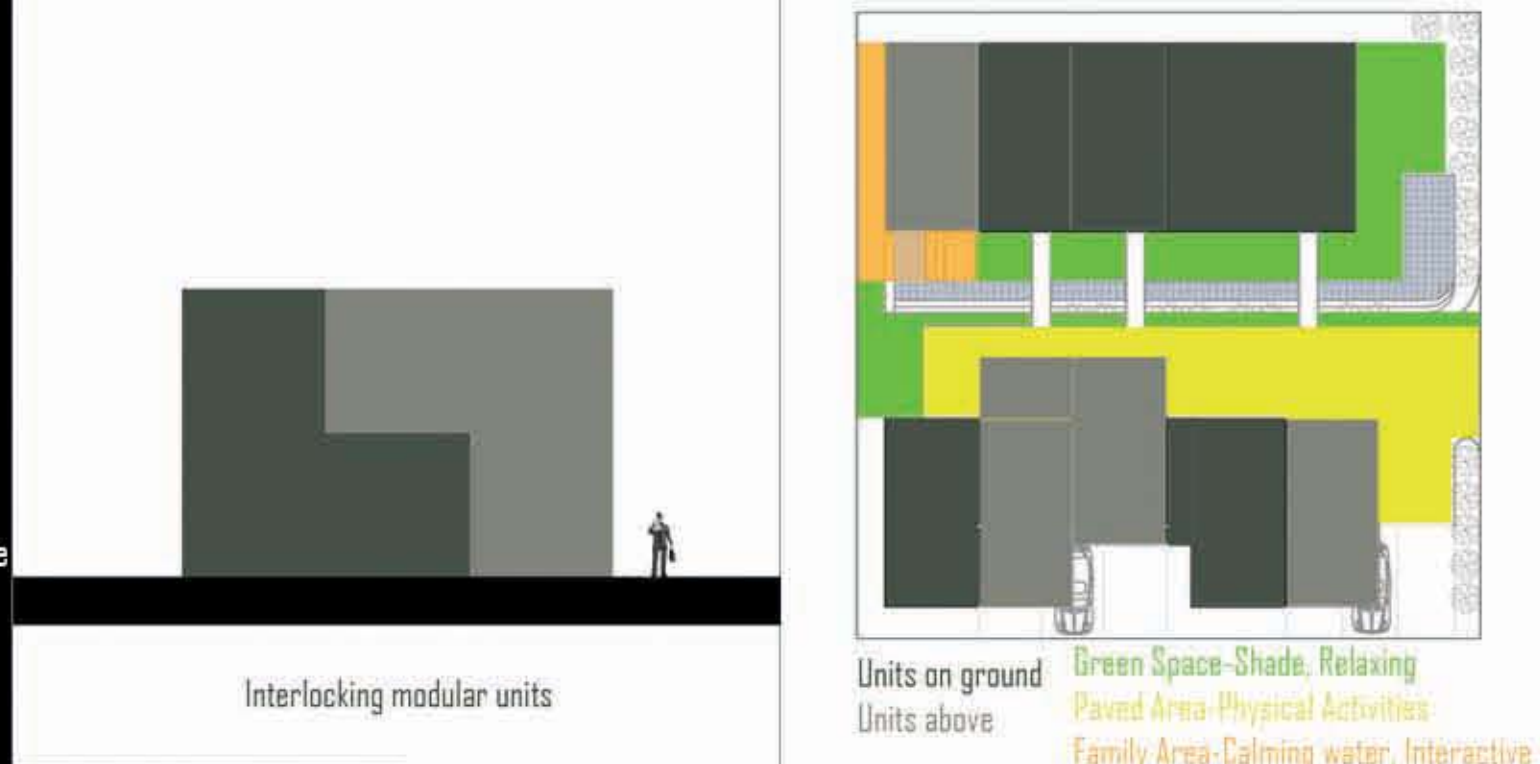 Interlocking modular units
Units on ground
Units above
Green Space-Shade, Relaxing
Paved Area-Physical Activities
Family Area-Calming water, Interactive